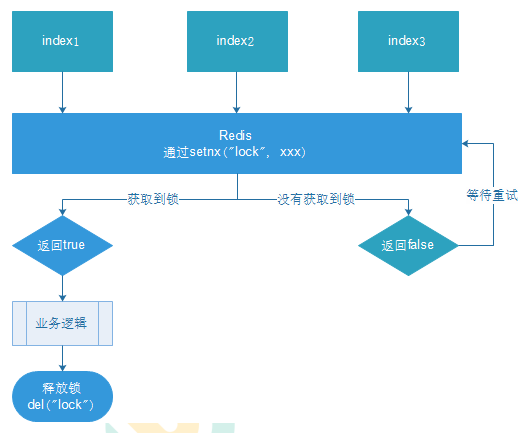 index1
index2
index3
Redis
通过setnx("lock", xxx)
获取到锁
没有获取到锁
等待重试
返回true
返回false
业务逻辑
释放锁
del("lock")